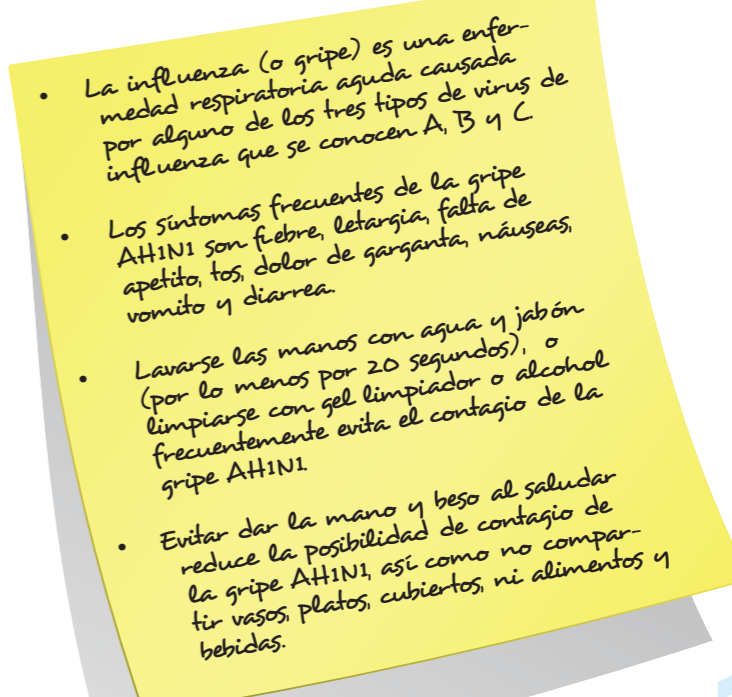 • La influenza (o gripe) es una enfer-
medad respiratoria aguda causada
por alguno de los tres tipos de virus de
influenza que se conocen A, B y C.
• Los síntomas frecuentes de la gripe
AH1N1 son fiebre, letargia, falta de
apetito, tos, dolor de garganta, náuseas,
vomito y diarrea.
• Lavarse las manos con agua y jabón
(por lo menos por 20 segundos), o
limpiarse con gel limpiador o alcohol
frecuentemente evita el contagio de la
gripe AH1N1.
• Evitar dar la mano y beso al saludar
reduce la posibilidad de contagio de
la gripe AH1N1, así como no compar-
tir vasos, platos, cubiertos, ni alimentos y
bebidas.